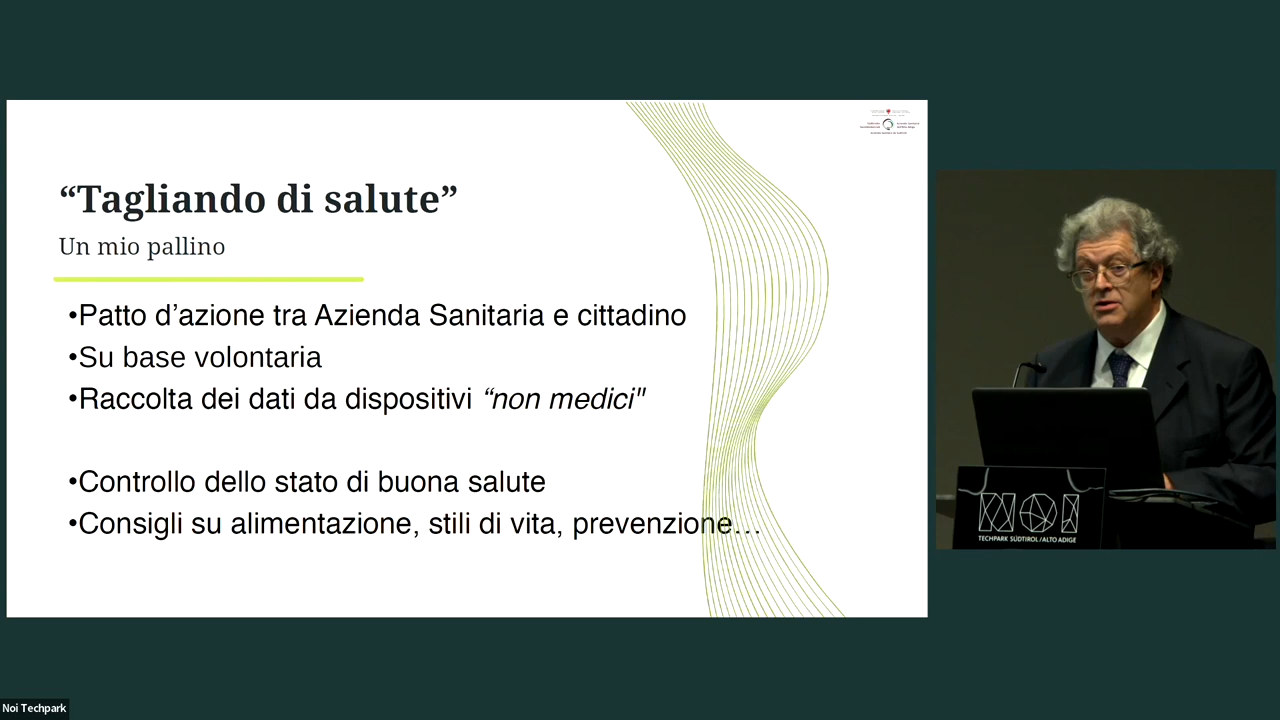 “Tagliando di salute”
Un mio pallino
•Patto d’azione tra Azienda Sanitaria e cittadino
•Su base volontaria
•Raccolta dei dati da dispositivi “non medici"
•Controllo dello stato di buona salute
•Consigli su alimentazione, stili di vita, prevenzione…
NOI
TECHPARK SÜDTIROL/ALTO ADIGE
Noi Techpark